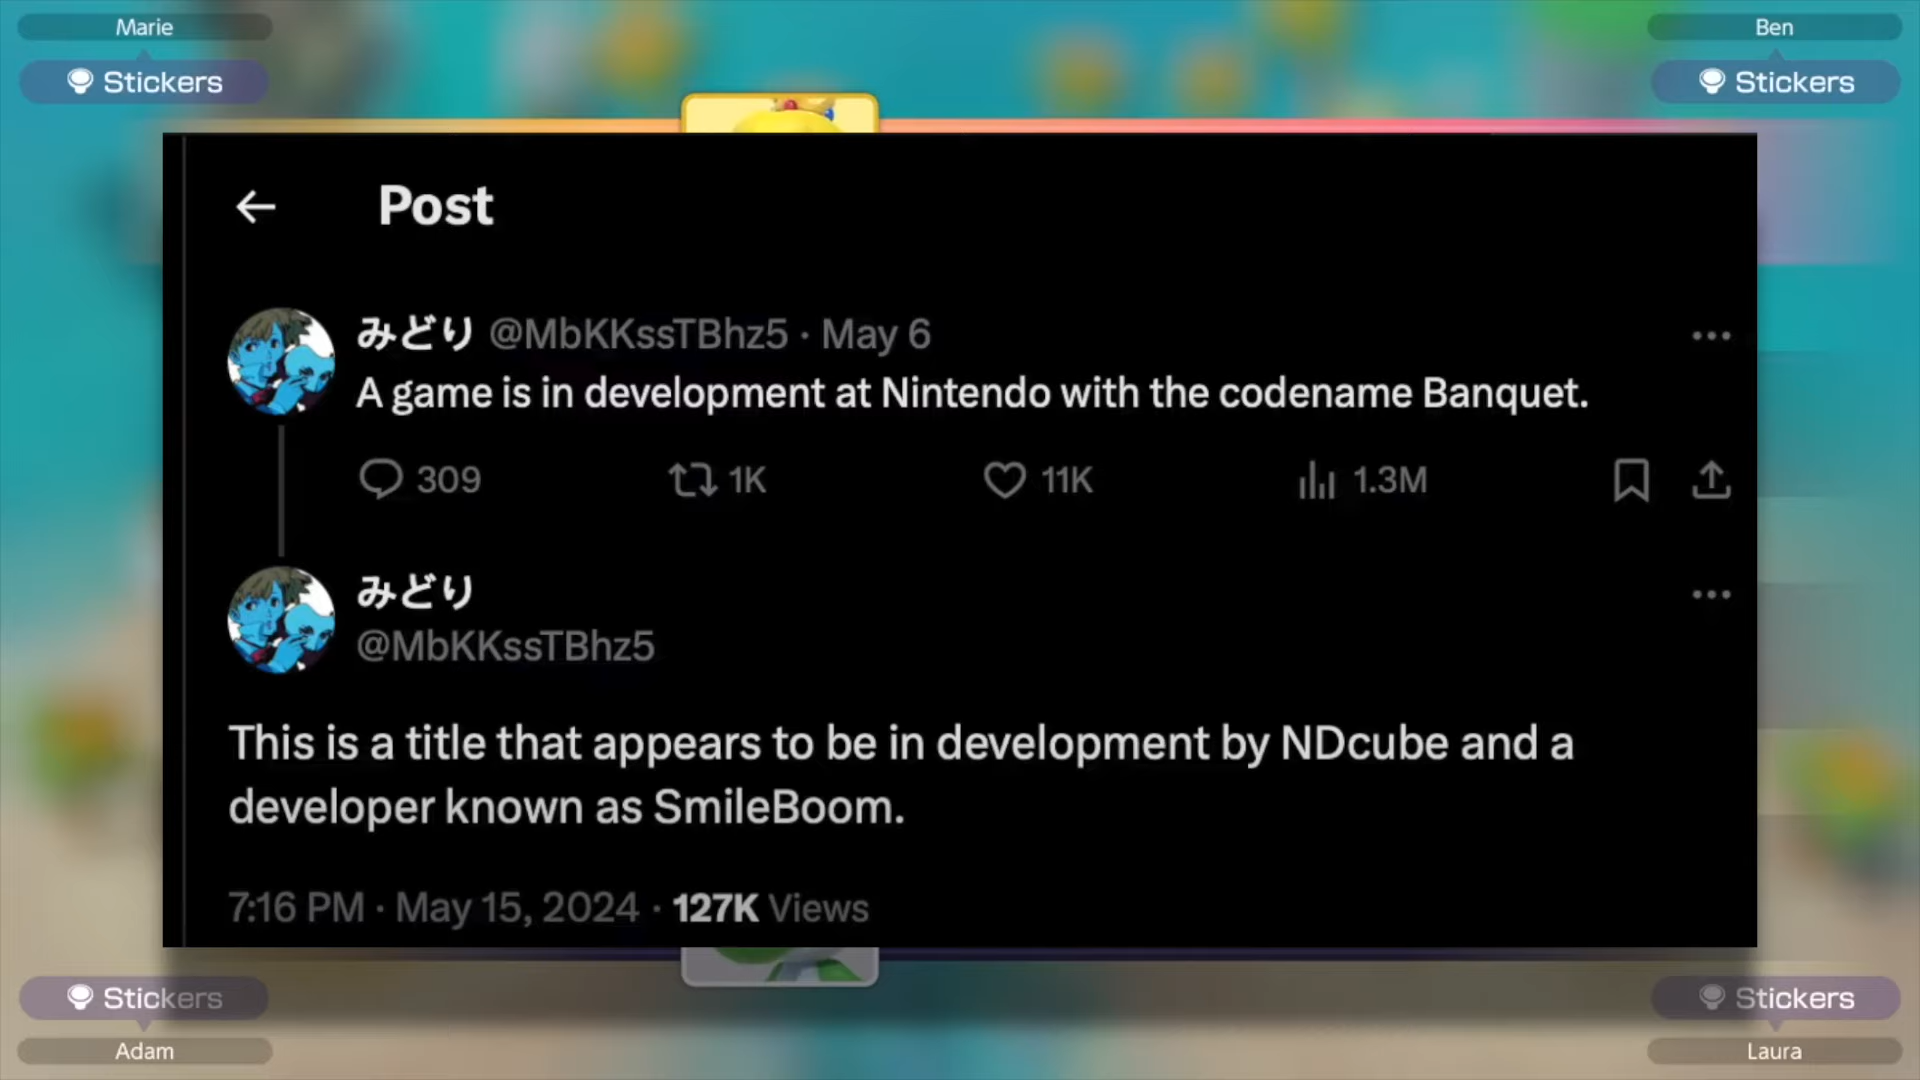 Marie
Stickers
Ben
Stickers
← Post
みどり @MbKKssTBhz5 · May 6
A game is in development at Nintendo with the codename Banquet.
309 1K 11K 1.3M
みどり
@MbKKssTBhz5
This is a title that appears to be in development by NDcube and a
developer known as SmileBoom.
7:16 PM · May 15, 2024 · 127K Views
Stickers
Adam
Stickers
Laura